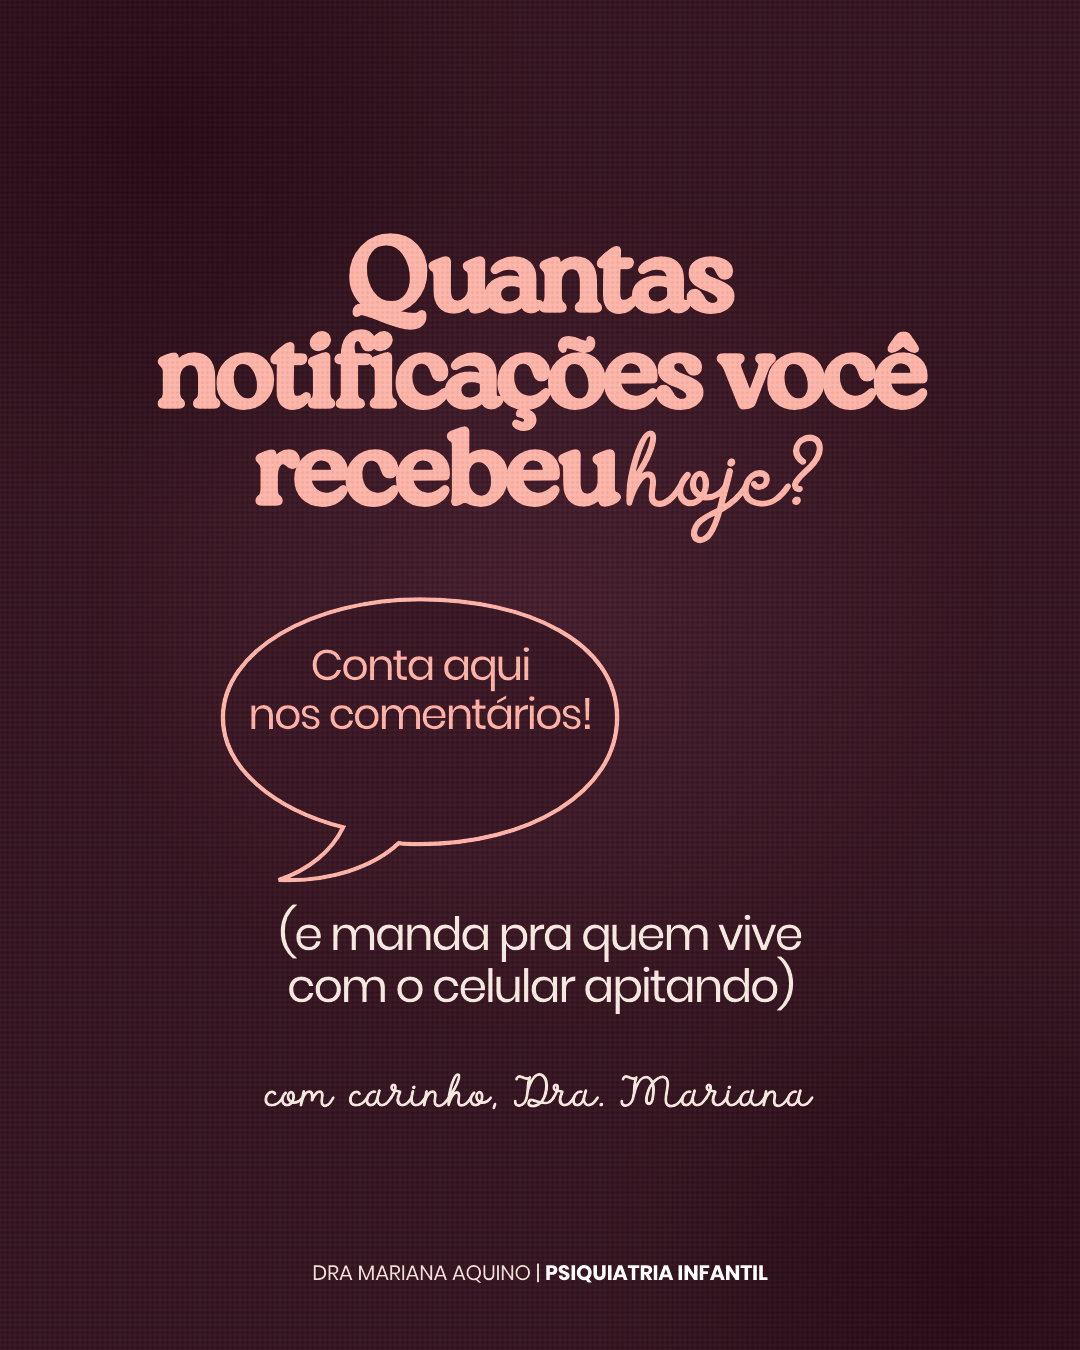 Quantas
notificações você
recebeu hoje?
Conta aqui
nos comentários!
(e manda pra quem vive
com o celular apitando)
com carinho, Dra. Mariana
DRA MARIANA AQUINO | PSIQUIATRIA INFANTIL